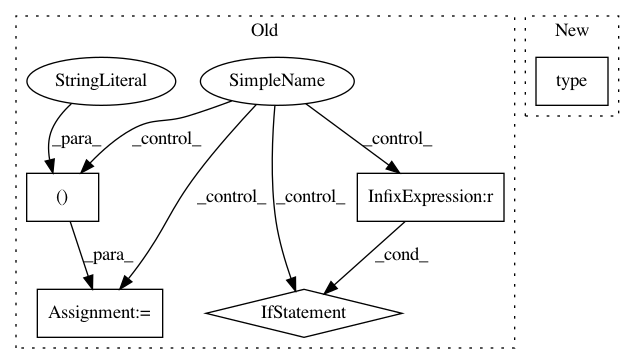 Old
New
StringLiteral
SimpleName
type
_para_
_control_
_control_
()
_control_
_control_
InfixExpression:r
_para_
_cond_
Assignment:=
IfStatement